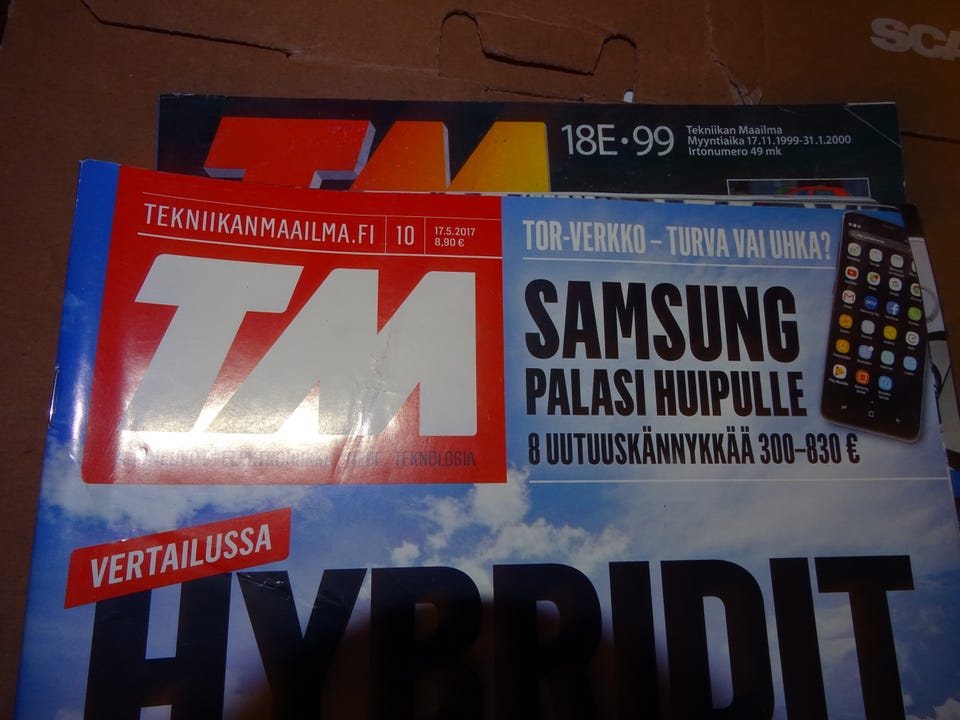 SCA
TM
18E•99
Tekniikan Maailma
Myyntiaika 17.11.1999-31.1.2000
Irtonumero 49 mk
TEKNIIKANMAAILMA.FI
10
17.5.2017
8,90 €
TM
TEKNOLOGIA
TOR-VERKKO – TURVA VAI UHKA?
SAMSUNG
PALASI HUIPULLE
8 UUTUUSKÄNNYKKÄÄ 300–830 €
VERTAILUSSA
HYBRIDIT